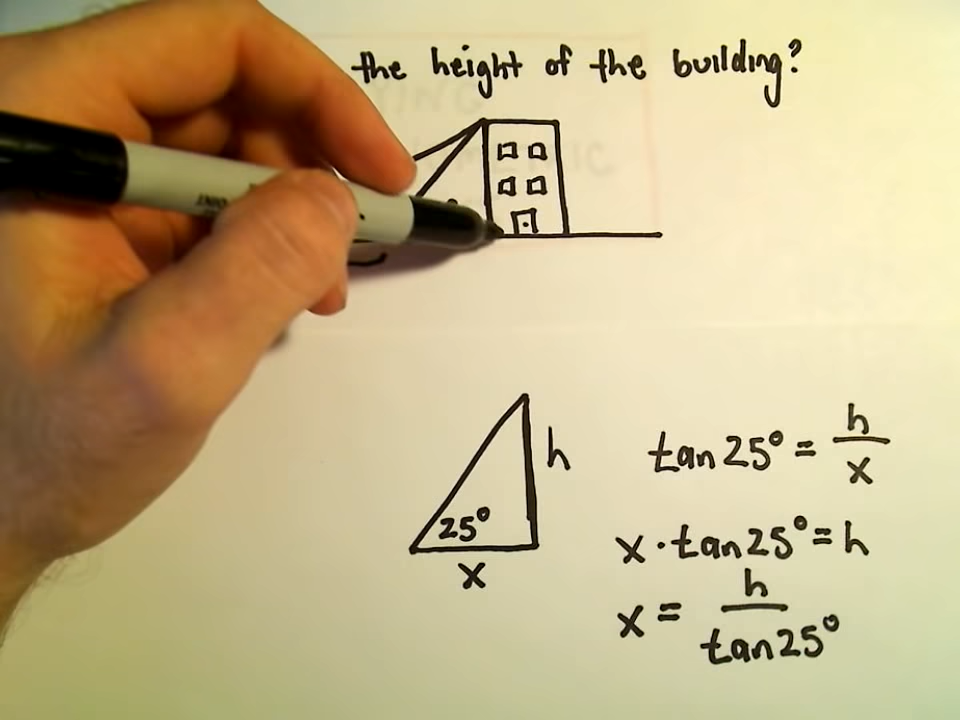 the height of the building?
h
25°
x
tan 25° = h/x
x · tan 25° = h
x = h/tan 25°